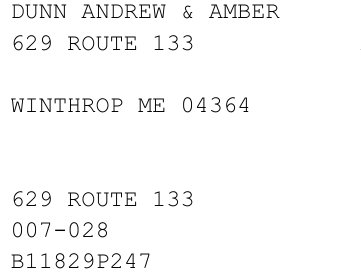 DUNN ANDREW & AMBER
629 ROUTE 133
WINTHROP ME 04364
629 ROUTE 133
007-028
B11829P247